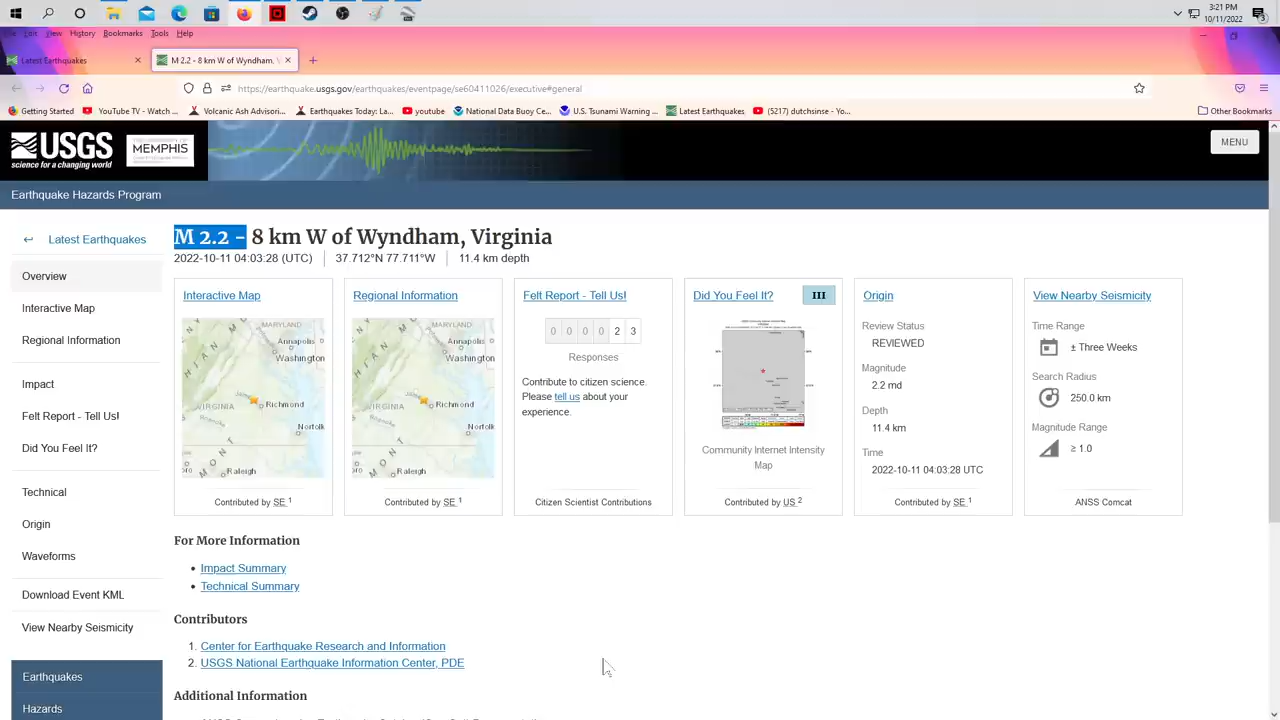 3:21 PM
10/11/2022
File Edit View History Bookmarks Tools Help
Latest Earthquakes
M 2.2 - 8 km W of Wyndham, V
https://earthquake.usgs.gov/earthquakes/eventpage/se60411026/executive#general
Getting Started
YouTube TV - Watch ...
Volcanic Ash Advisori...
Earthquakes Today: La...
youtube
National Data Buoy C...
U.S. Tsunami Warning ...
Latest Earthquakes
(5217) dutchsinse - Yo...
Other Bookmarks
USGS
science for a changing world
MEMPHIS
MENU
Earthquake Hazards Program
Latest Earthquakes
Overview
Interactive Map
Regional Information
Impact
Felt Report - Tell Us!
Did You Feel It?
Technical
Origin
Waveforms
Download Event KML
View Nearby Seismicity
Earthquakes
Hazards
M 2.2 - 8 km W of Wyndham, Virginia
2022-10-11 04:03:28 (UTC) 37.712°N 77.711°W 11.4 km depth
Interactive Map
MARYLAND
Annapolis
Washington
VIRGINIA
Richmond
Roanoke
Norfolk
Raleigh
Contributed by SE 1
Regional Information
MARYLAND
Annapolis
Washington
VIRGINIA
Richmond
Roanoke
Norfolk
Raleigh
Contributed by SE 1
Felt Report - Tell Us!
0 0 0 0 2 3
Responses
Contribute to citizen science.
Please tell us about your
experience.
Citizen Scientist Contributions
Did You Feel It?
III
Community Internet Intensity
Map
Contributed by US 2
Origin
Review Status
REVIEWED
Magnitude
2.2 md
Depth
11.4 km
Time
2022-10-11 04:03:28 UTC
Contributed by SE 1
View Nearby Seismicity
Time Range
± Three Weeks
Search Radius
250.0 km
Magnitude Range
≥ 1.0
ANSS Comcat
For More Information
• Impact Summary
• Technical Summary
Contributors
1. Center for Earthquake Research and Information
2. USGS National Earthquake Information Center, PDE
Additional Information